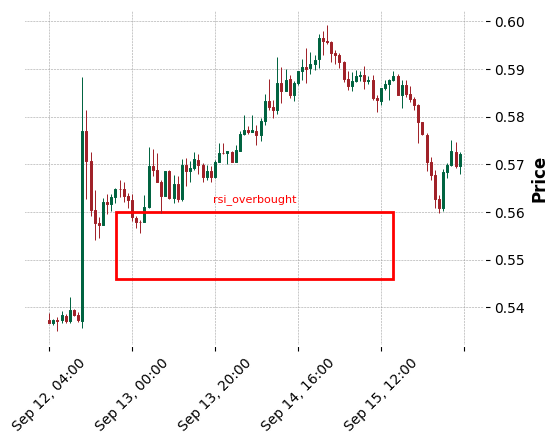 0.60
0.59
0.58
0.57
rsi_overbought
0.56
0.55
0.54
Price
Sep 12, 04:00
Sep 13, 00:00
Sep 13, 20:00
Sep 14, 16:00
Sep 15, 12:00